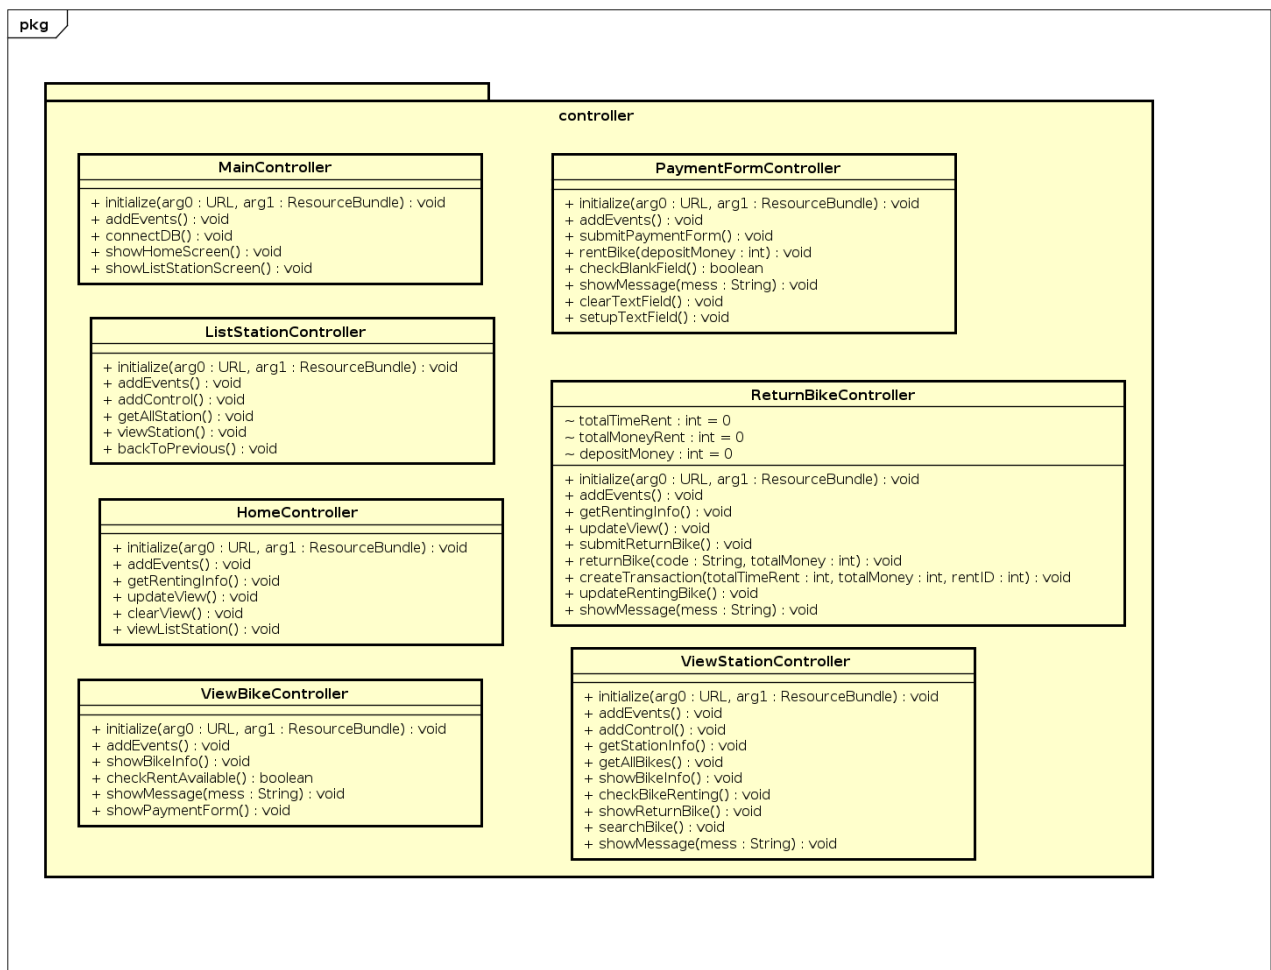 pkg
controller
MainController
+ initialize(arg0 : URL, arg1 : ResourceBundle) : void
+ addEvents() : void
+ connectDB() : void
+ showHomeScreen() : void
+ showListStationScreen() : void
ListStationController
+ initialize(arg0 : URL, arg1 : ResourceBundle) : void
+ addEvents() : void
+ addControl() : void
+ getAllStation() : void
+ viewStation() : void
+ backToPrevious() : void
HomeController
+ initialize(arg0 : URL, arg1 : ResourceBundle) : void
+ addEvents() : void
+ getRentingInfo() : void
+ updateView() : void
+ clearView() : void
+ viewListStation() : void
ViewBikeController
+ initialize(arg0 : URL, arg1 : ResourceBundle) : void
+ addEvents() : void
+ showBikeInfo() : void
+ checkRentAvailable() : boolean
+ showMessage(mess : String) : void
+ showPaymentForm() : void
PaymentFormController
+ initialize(arg0 : URL, arg1 : ResourceBundle) : void
+ addEvents() : void
+ submitPaymentForm() : void
+ rentBike(depositMoney : int) : void
+ checkBlankField() : boolean
+ showMessage(mess : String) : void
+ clearTextField() : void
+ setupTextField() : void
ReturnBikeController
~ totalTimeRent : int = 0
~ totalMoneyRent : int = 0
~ depositMoney : int = 0
+ initialize(arg0 : URL, arg1 : ResourceBundle) : void
+ addEvents() : void
+ getRentingInfo() : void
+ updateView() : void
+ submitReturnBike() : void
+ returnBike(code : String, totalMoney : int) : void
+ createTransaction(totalTimeRent : int, totalMoney : int, rentID : int) : void
+ updateRentingBike() : void
+ showMessage(mess : String) : void
ViewStationController
+ initialize(arg0 : URL, arg1 : ResourceBundle) : void
+ addEvents() : void
+ addControl() : void
+ getStationInfo() : void
+ getAllBikes() : void
+ showBikeInfo() : void
+ checkBikeRenting() : void
+ showReturnBike() : void
+ searchBike() : void
+ showMessage(mess : String) : void